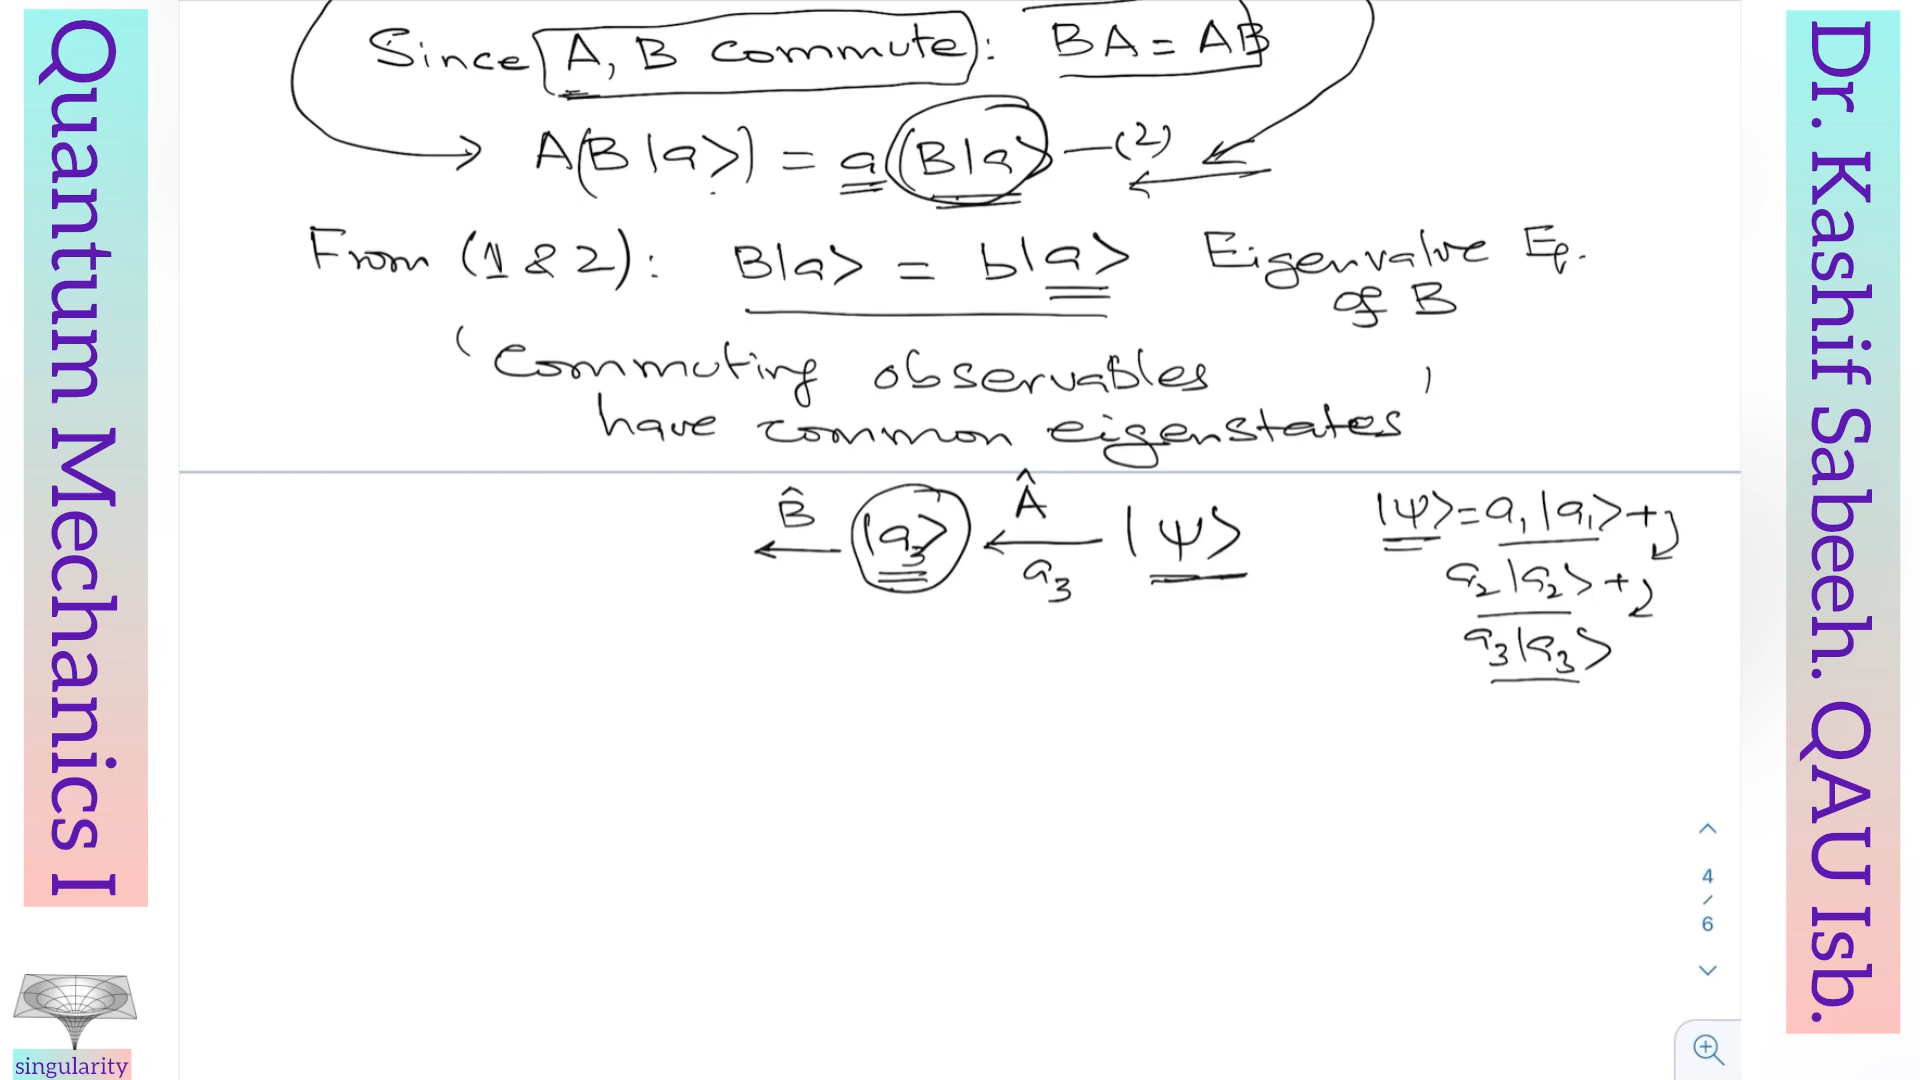 Quantum Mechanics I
singularity
Since A, B commute : BA = AB
A(B|a>) = a(B|a> —(2)
From (1 & 2) : B|a> = b|a> Eigenvalue Eq.
of B
' Commuting observables '
have common eigenstates
B̂ |a₃> Â |ψ> |ψ> = a₁|a₁> +
a₃ a₂|a₂> +
a₃|a₃>
4
/
6
Dr. Kashif Sabeeh. QAU Isb.